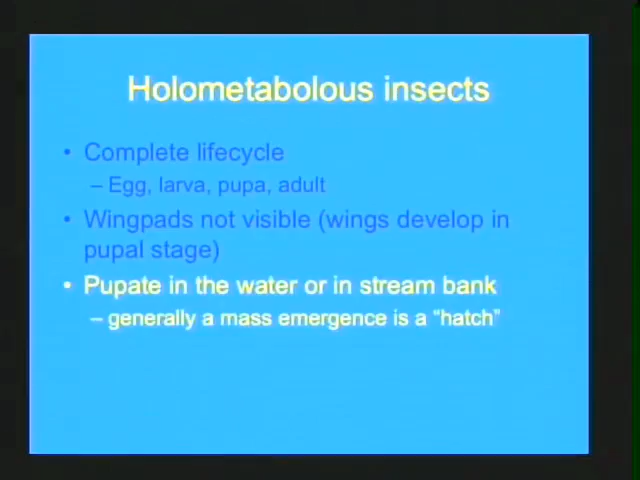 Holometabolous insects
• Complete lifecycle
– Egg, larva, pupa, adult
• Wingpads not visible (wings develop in
pupal stage)
• Pupate in the water or in stream bank
– generally a mass emergence is a “hatch”